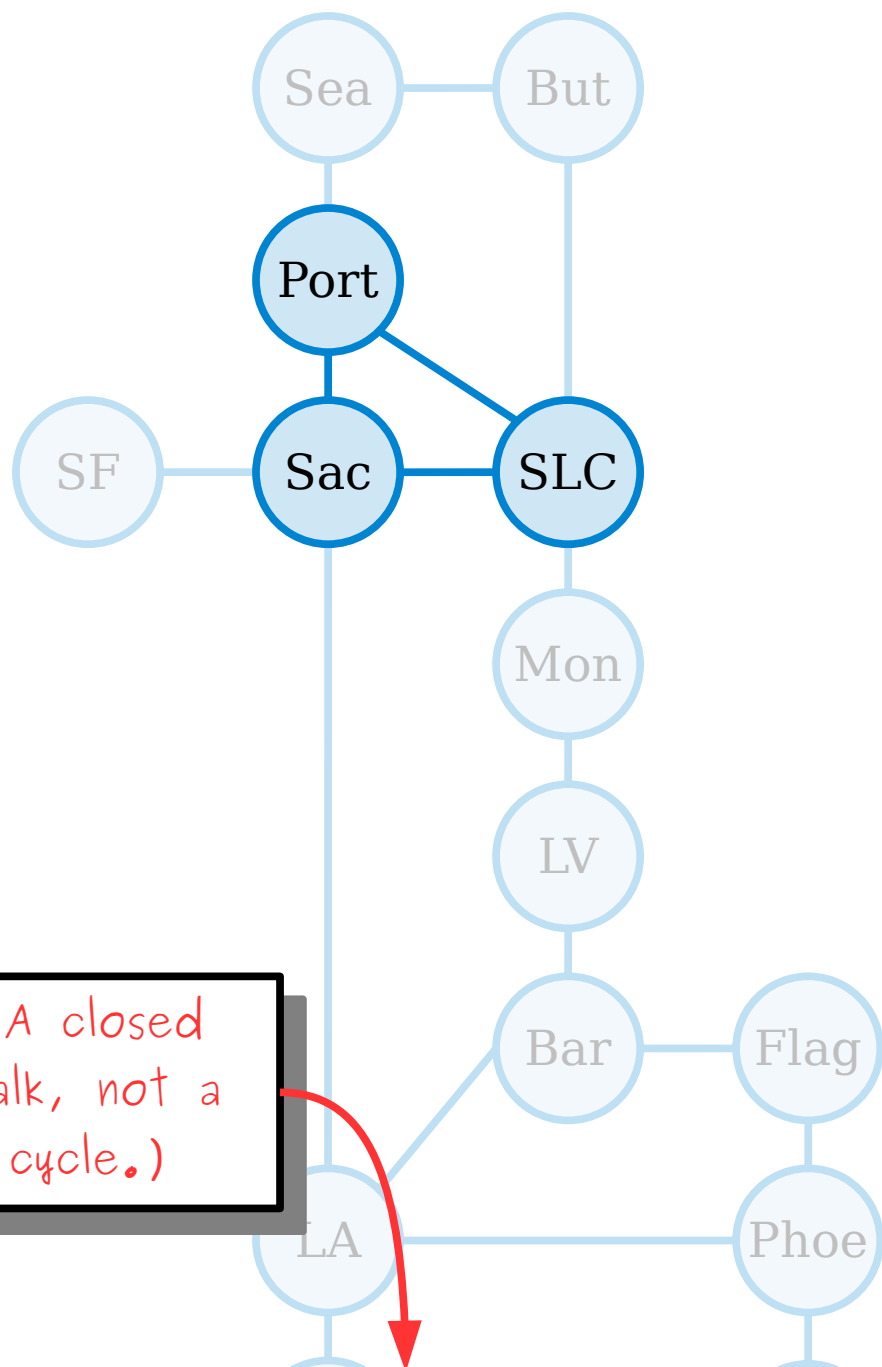 Sea But
Port
SF Sac SLC
Mon
LV
A closed
alk, not a
cycle.)
Bar Flag
LA Phoe